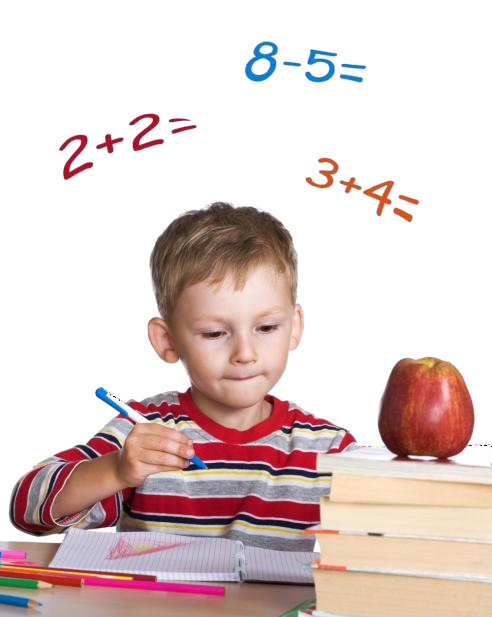 8-5=
2+2=
3+4=